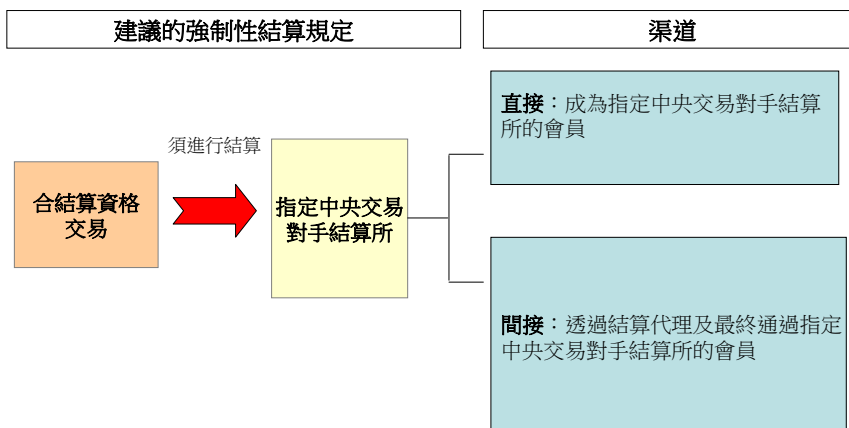 建議的強制性結算規定
渠道
須進行結算
合結算資格
交易
指定中央交易
對手結算所
直接：成為指定中央交易對手結算
所的會員
間接：透過結算代理及最終通過指定
中央交易對手結算所的會員